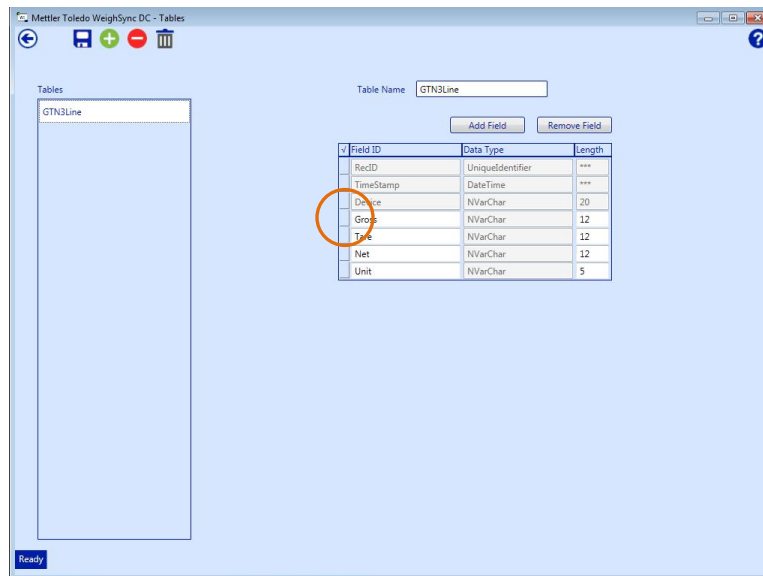 Mettler Toledo WeighSync DC - Tables
?
Tables
GTN3Line
Table Name GTN3Line
Add Field Remove Field
√ Field ID Data Type Length
RecID UniqueIdentifier ***
TimeStamp DateTime ***
Device NVarChar 20
Gross NVarChar 12
Tare NVarChar 12
Net NVarChar 12
Unit NVarChar 5
Ready